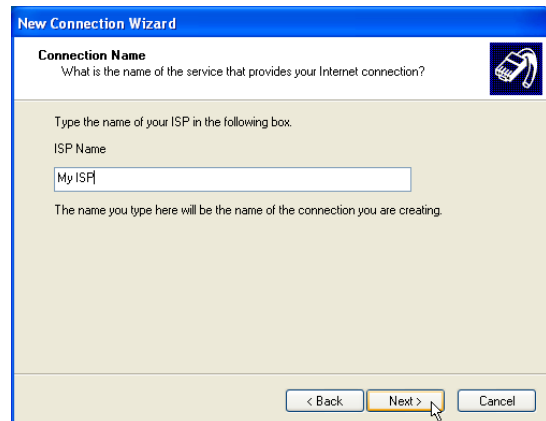 New Connection Wizard
Connection Name
What is the name of the service that provides your Internet connection?
Type the name of your ISP in the following box.
ISP Name
My ISP
The name you type here will be the name of the connection you are creating.
< Back Next > Cancel